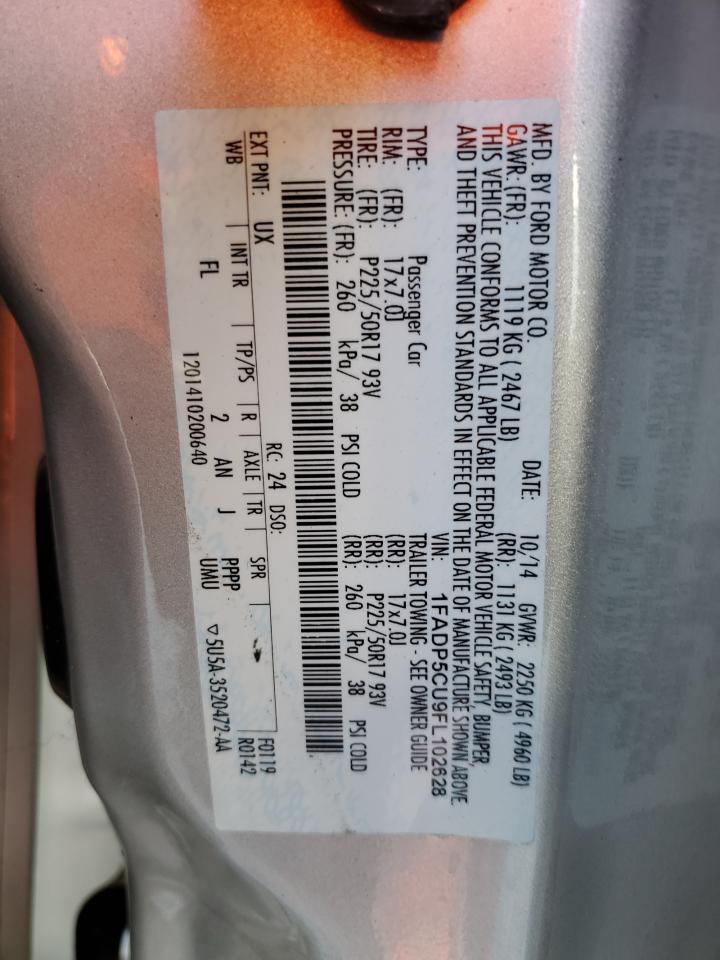 MFD. BY FORD MOTOR CO.
DATE: 10/14 GVWR: 2250 KG ( 4960 LB)
GAWR: (FR): 1119 KG ( 2467 LB) (RR): 1131 KG ( 2493 LB)
THIS VEHICLE CONFORMS TO ALL APPLICABLE FEDERAL MOTOR VEHICLE SAFETY, BUMPER,
AND THEFT PREVENTION STANDARDS IN EFFECT ON THE DATE OF MANUFACTURE SHOWN ABOVE.
VIN: 1FADP5CU9FL102628
TYPE: Passenger Car TRAILER TOWING - SEE OWNER GUIDE
RIM: (FR): 17x7.0J (RR): 17x7.0J
TIRE: (FR): P225/50R17 93V (RR): P225/50R17 93V
PRESSURE: (FR): 260 kPa/ 38 PSI COLD (RR): 260 kPa/ 38 PSI COLD
EXT PNT: UX RC: 24 DSO: F0119
WB INT TR TP/PS R AXLE TR SPR R0142
FL 2 AN J PPPP
UMU
1201410200640 ▽5U5A-3520472-AA